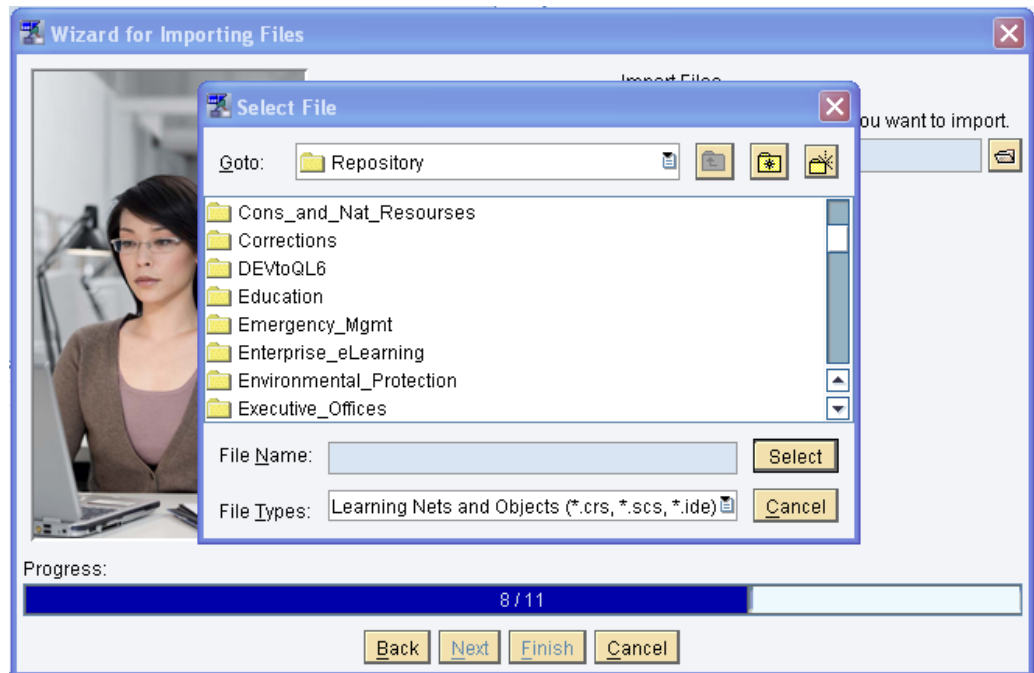 Wizard for Importing Files
Import Files
Select File
ou want to import.
Goto: Repository
Cons_and_Nat_Resourses
Corrections
DEVtoQL6
Education
Emergency_Mgmt
Enterprise_eLearning
Environmental_Protection
Executive_Offices
File Name: Select
File Types: Learning Nets and Objects (*.crs, *.scs, *.ide) Cancel
Progress:
8 / 11
Back Next Finish Cancel